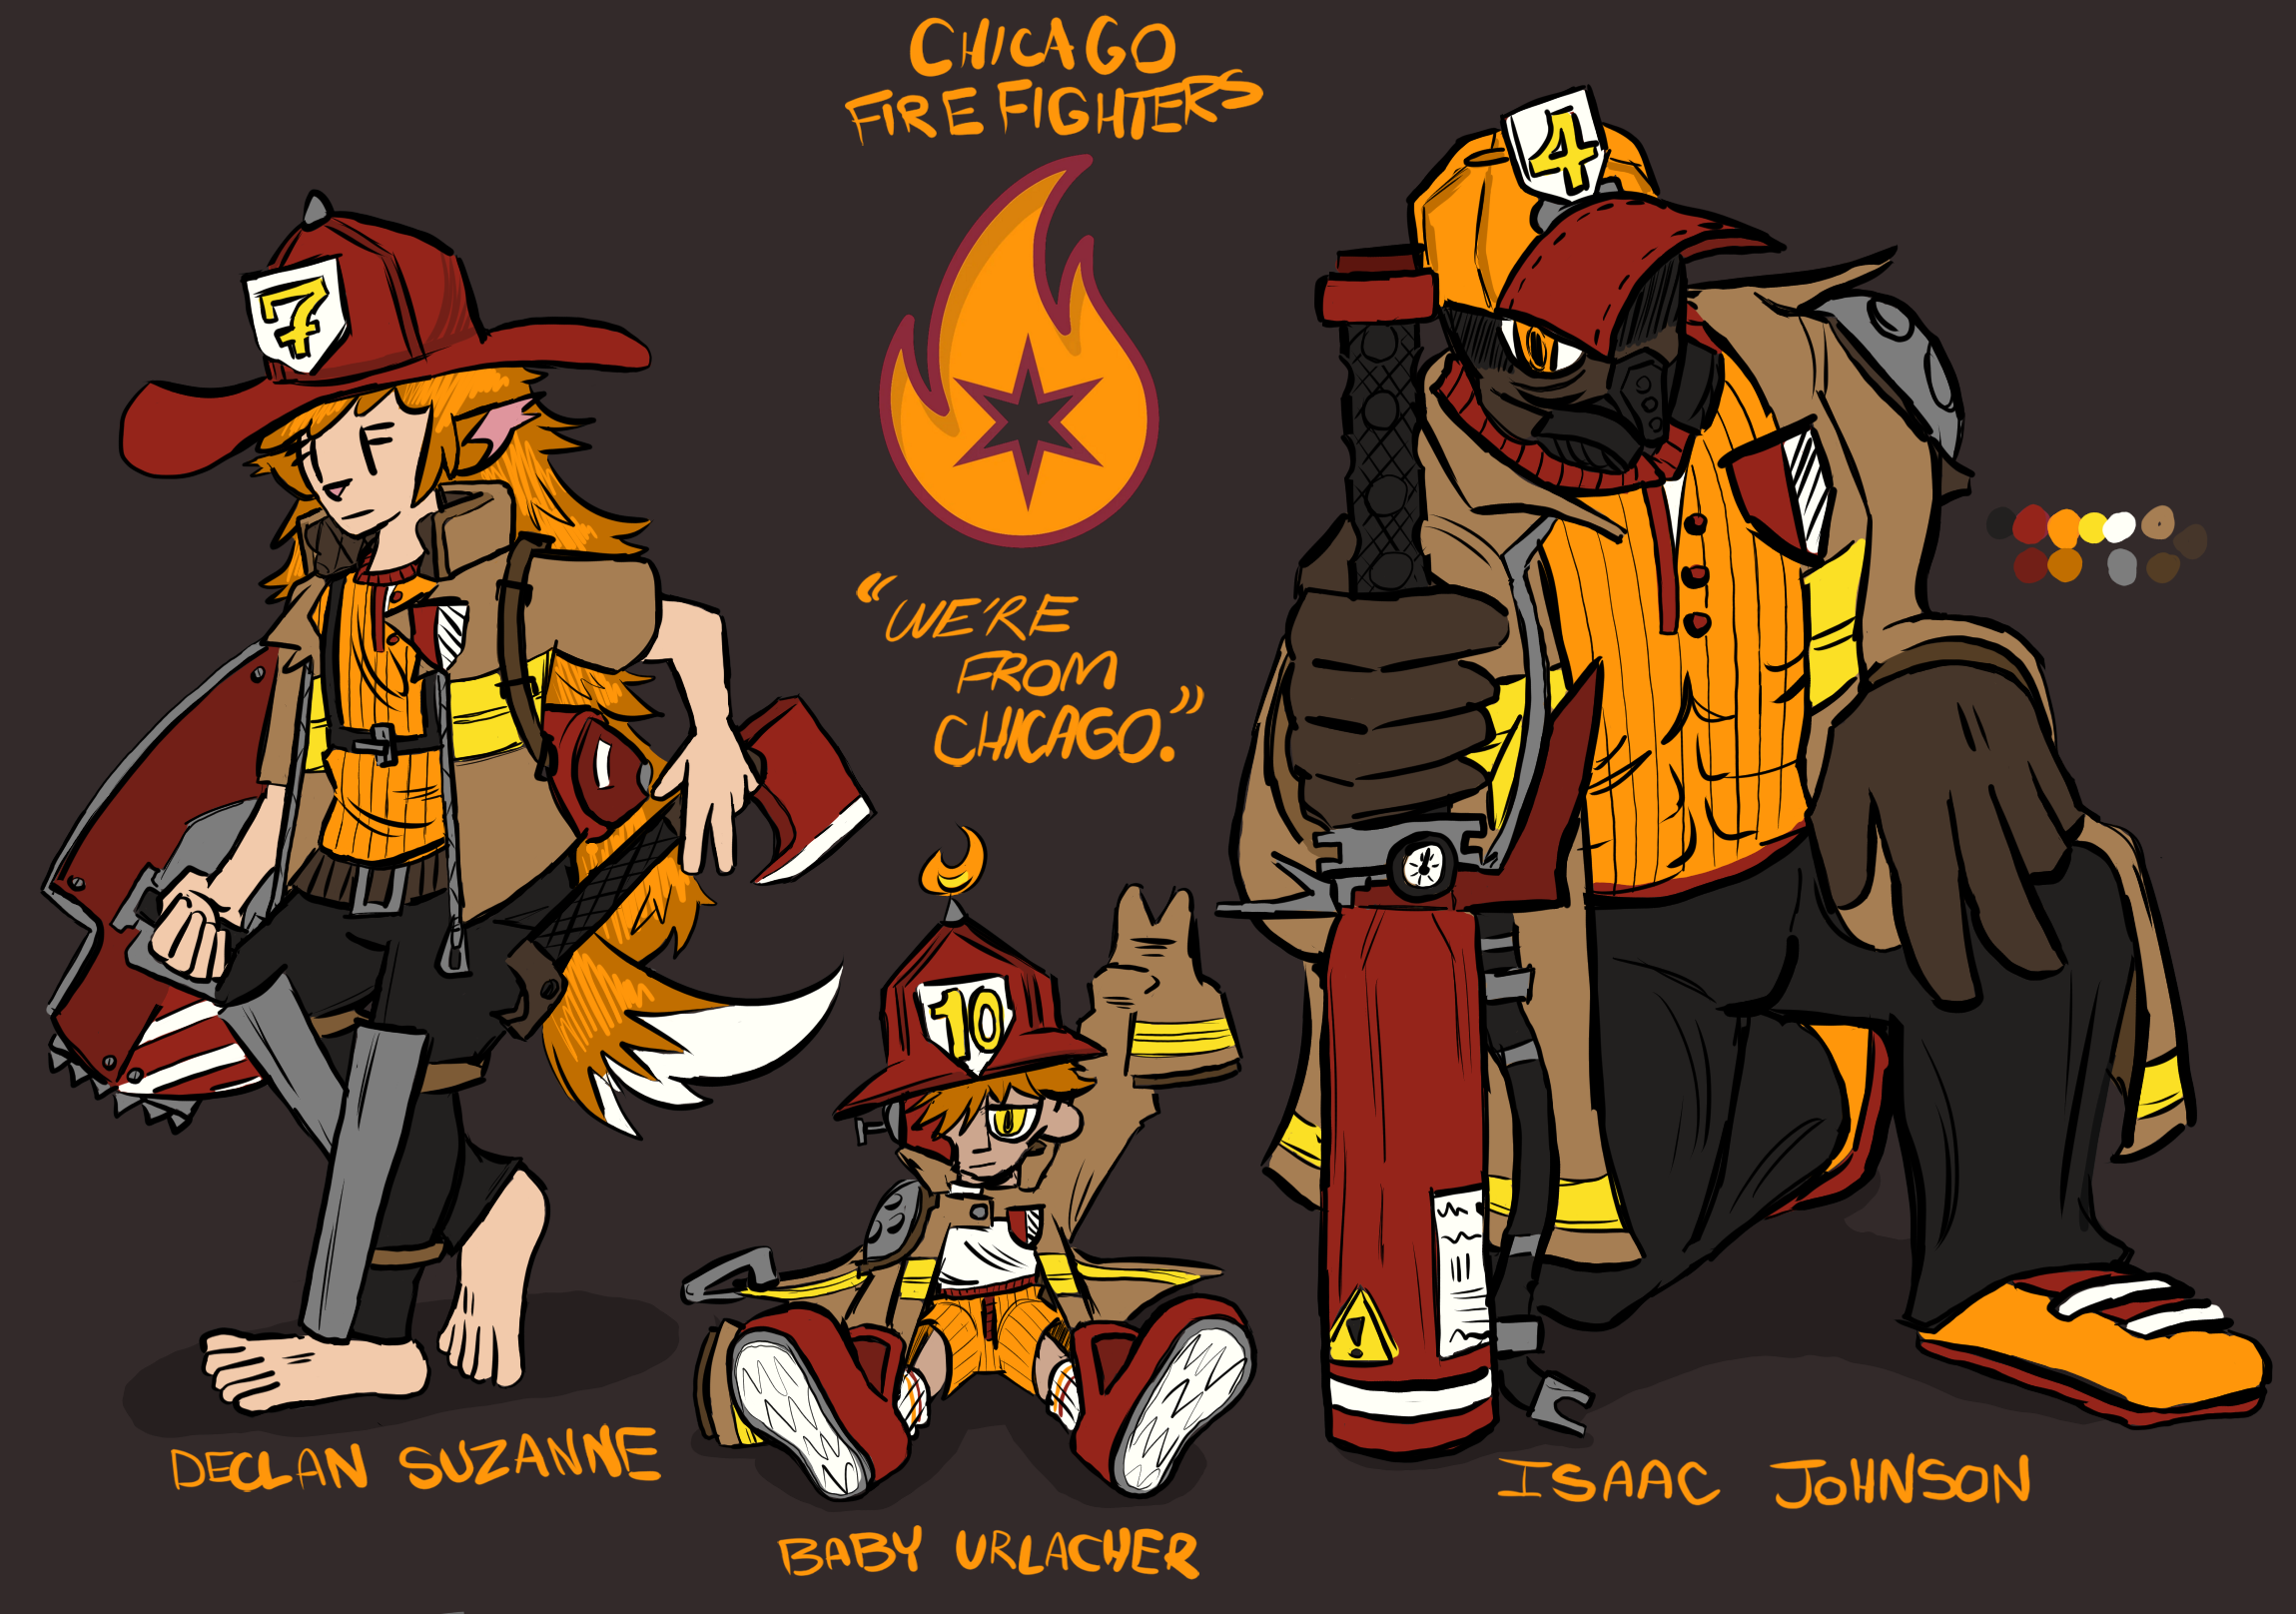 CHICAGO
FIRE FIGHTERS
4
7
"WE'RE
FROM
CHICAGO."
10
DECLAN SUZANNE
ISAAC JOHNSON
BABY URLACHER